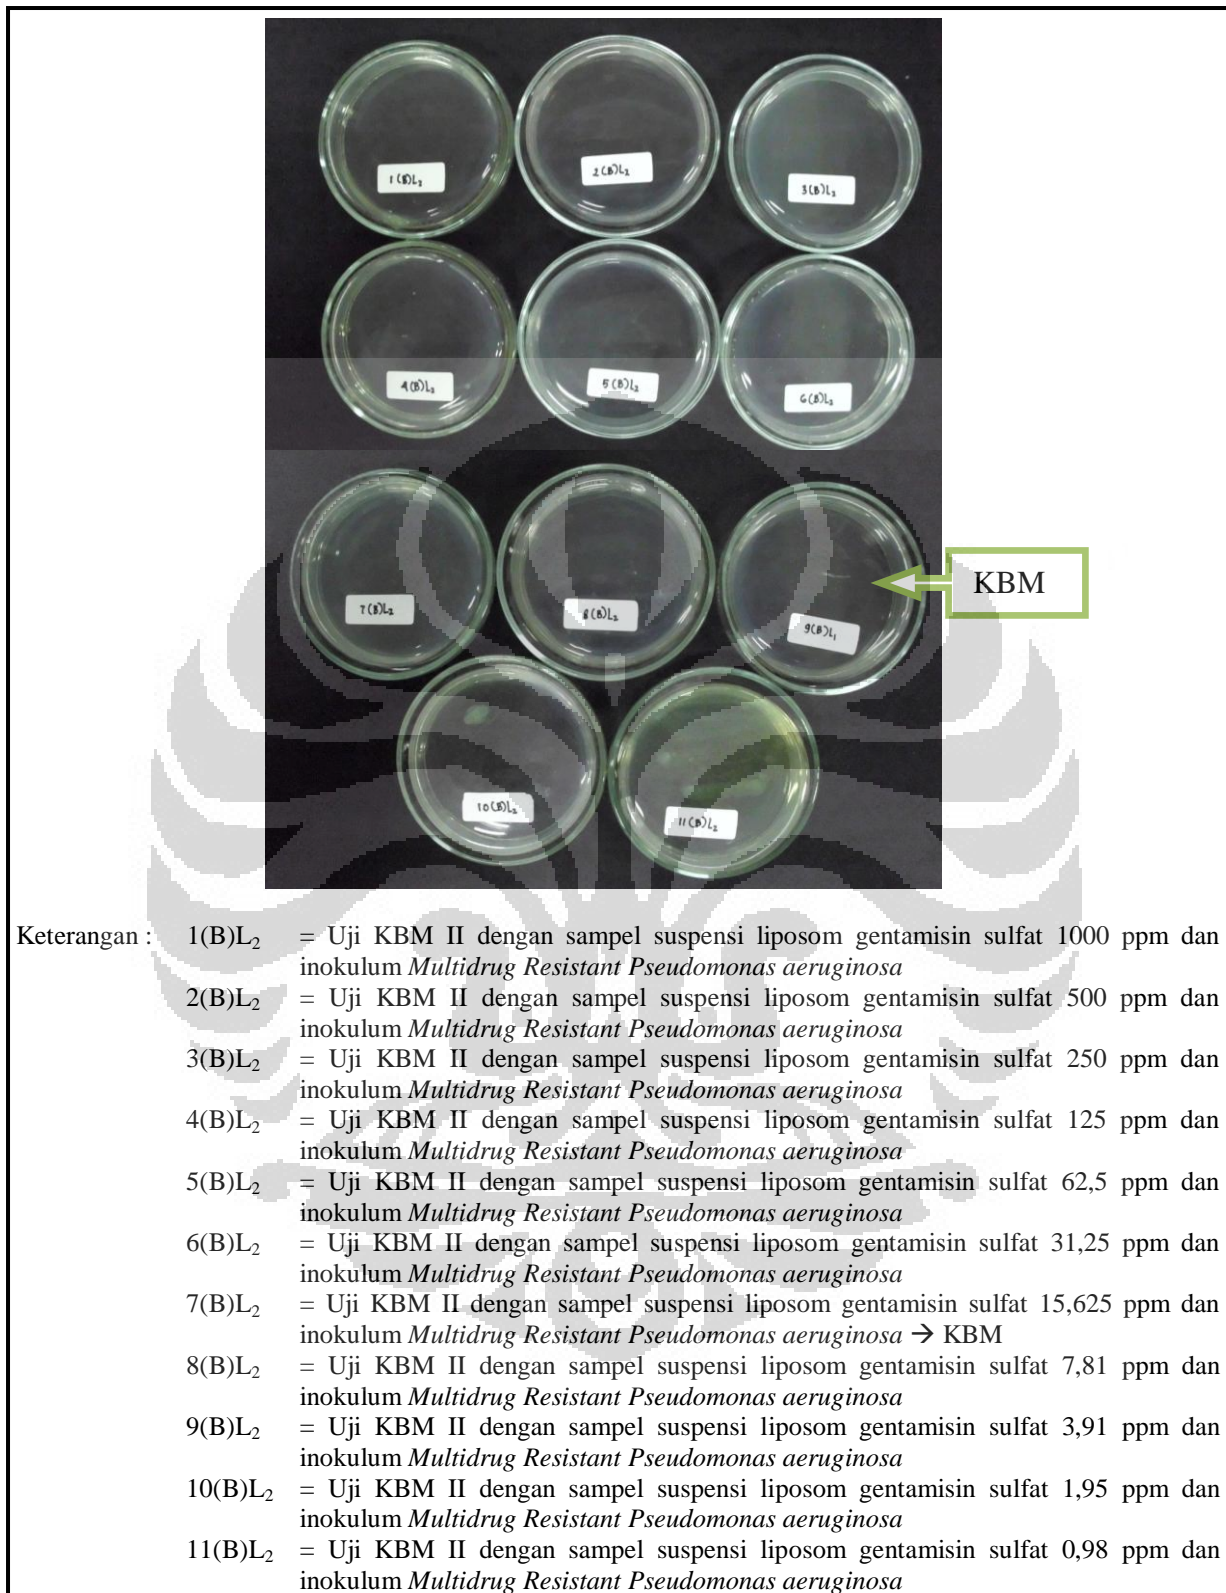 1(B)L₂
2(B)L₂
3(B)L₂
4(B)L₂
5(B)L₂
6(B)L₂
7(B)L₂
8(B)L₂
9(B)L₁
KBM
10(B)L₂
11(B)L₂
Keterangan : 1(B)L₂ = Uji KBM II dengan sampel suspensi liposom gentamisin sulfat 1000 ppm dan
inokulum Multidrug Resistant Pseudomonas aeruginosa
2(B)L₂ = Uji KBM II dengan sampel suspensi liposom gentamisin sulfat 500 ppm dan
inokulum Multidrug Resistant Pseudomonas aeruginosa
3(B)L₂ = Uji KBM II dengan sampel suspensi liposom gentamisin sulfat 250 ppm dan
inokulum Multidrug Resistant Pseudomonas aeruginosa
4(B)L₂ = Uji KBM II dengan sampel suspensi liposom gentamisin sulfat 125 ppm dan
inokulum Multidrug Resistant Pseudomonas aeruginosa
5(B)L₂ = Uji KBM II dengan sampel suspensi liposom gentamisin sulfat 62,5 ppm dan
inokulum Multidrug Resistant Pseudomonas aeruginosa
6(B)L₂ = Uji KBM II dengan sampel suspensi liposom gentamisin sulfat 31,25 ppm dan
inokulum Multidrug Resistant Pseudomonas aeruginosa
7(B)L₂ = Uji KBM II dengan sampel suspensi liposom gentamisin sulfat 15,625 ppm dan
inokulum Multidrug Resistant Pseudomonas aeruginosa → KBM
8(B)L₂ = Uji KBM II dengan sampel suspensi liposom gentamisin sulfat 7,81 ppm dan
inokulum Multidrug Resistant Pseudomonas aeruginosa
9(B)L₂ = Uji KBM II dengan sampel suspensi liposom gentamisin sulfat 3,91 ppm dan
inokulum Multidrug Resistant Pseudomonas aeruginosa
10(B)L₂ = Uji KBM II dengan sampel suspensi liposom gentamisin sulfat 1,95 ppm dan
inokulum Multidrug Resistant Pseudomonas aeruginosa
11(B)L₂ = Uji KBM II dengan sampel suspensi liposom gentamisin sulfat 0,98 ppm dan
inokulum Multidrug Resistant Pseudomonas aeruginosa